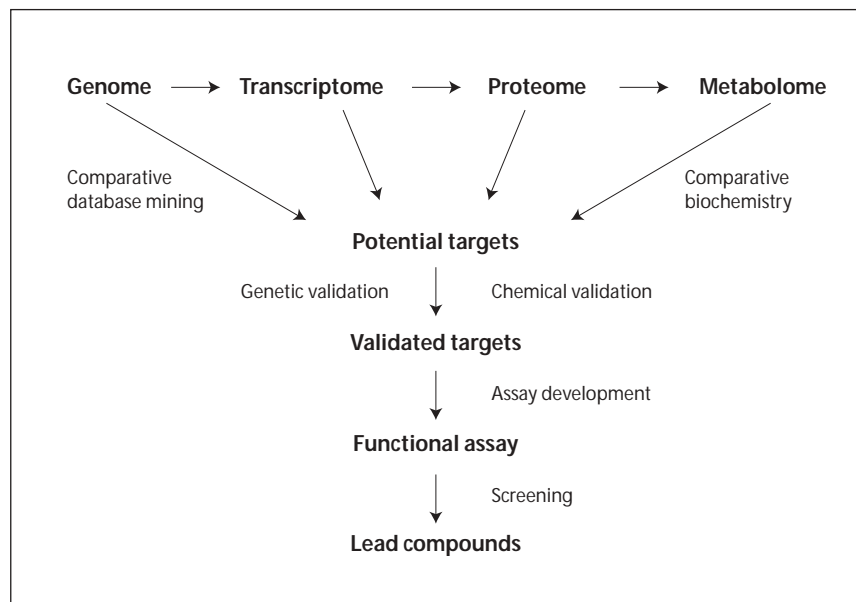 Genome Transcriptome Proteome Metabolome
Comparative
database mining
Comparative
biochemistry
Potential targets
Genetic validation Chemical validation
Validated targets
Assay development
Functional assay
Screening
Lead compounds